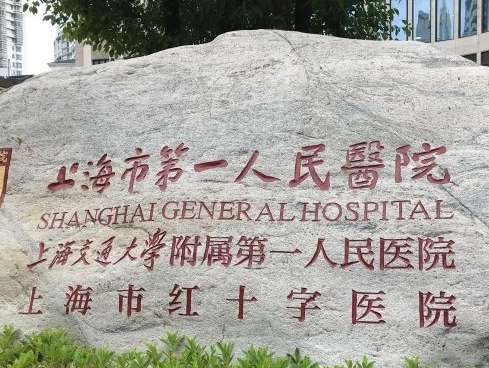 上海市第一人民醫院
SHANGHAI GENERAL HOSPITAL
上海交通大學附属第一人民医院
上海市红十字医院